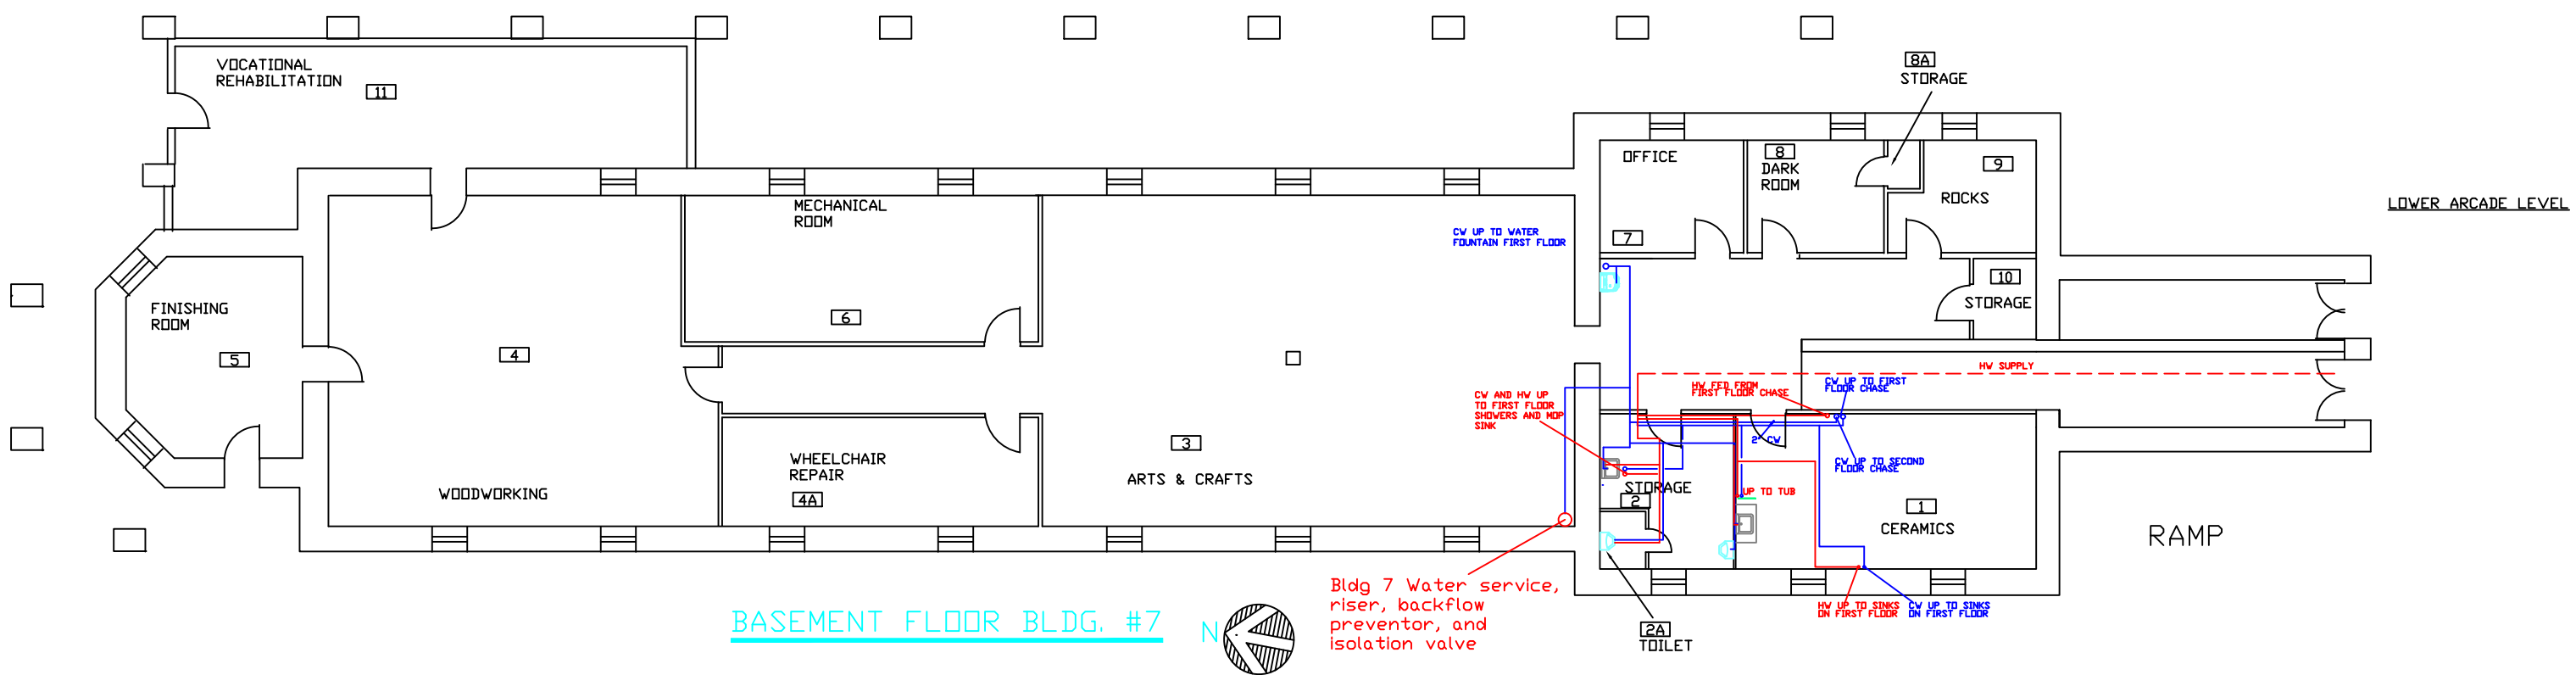 VOCATIONAL
REHABILITATION
11
8A
STORAGE
OFFICE
8
DARK
ROOM
9
ROCKS
LOWER ARCADE LEVEL
MECHANICAL
ROOM
CW UP TO WATER
FOUNTAIN FIRST FLOOR
7
10
STORAGE
FINISHING
ROOM
5
6
4
HW SUPPLY
HW FED FROM
FIRST FLOOR CHASE
CW UP TO FIRST
FLOOR CHASE
CW AND HW UP
TO FIRST FLOOR
SHOWERS AND MOP
SINK
3
2" CW
WHEELCHAIR
REPAIR
4A
ARTS & CRAFTS
CW UP TO SECOND
FLOOR CHASE
WOODWORKING
STORAGE
2
UP TO TUB
1
CERAMICS
RAMP
Bldg 7 Water service,
riser, backflow
preventor, and
isolation valve
HW UP TO SINKS
ON FIRST FLOOR
CW UP TO SINKS
ON FIRST FLOOR
BASEMENT FLOOR BLDG. #7
N
2A
TOILET